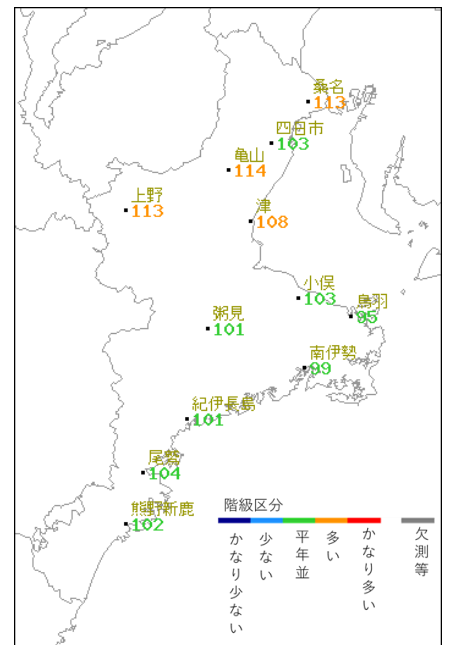 桑名
113
四日市
103
亀山
114
上野
113
津
108
小俣
103
鳥羽
95
粥見
101
南伊勢
99
紀伊長島
101
尾鷲
104
熊野新鹿
102
階級区分
かなり少ない
少ない
平年並
多い
かなり多い
欠測等